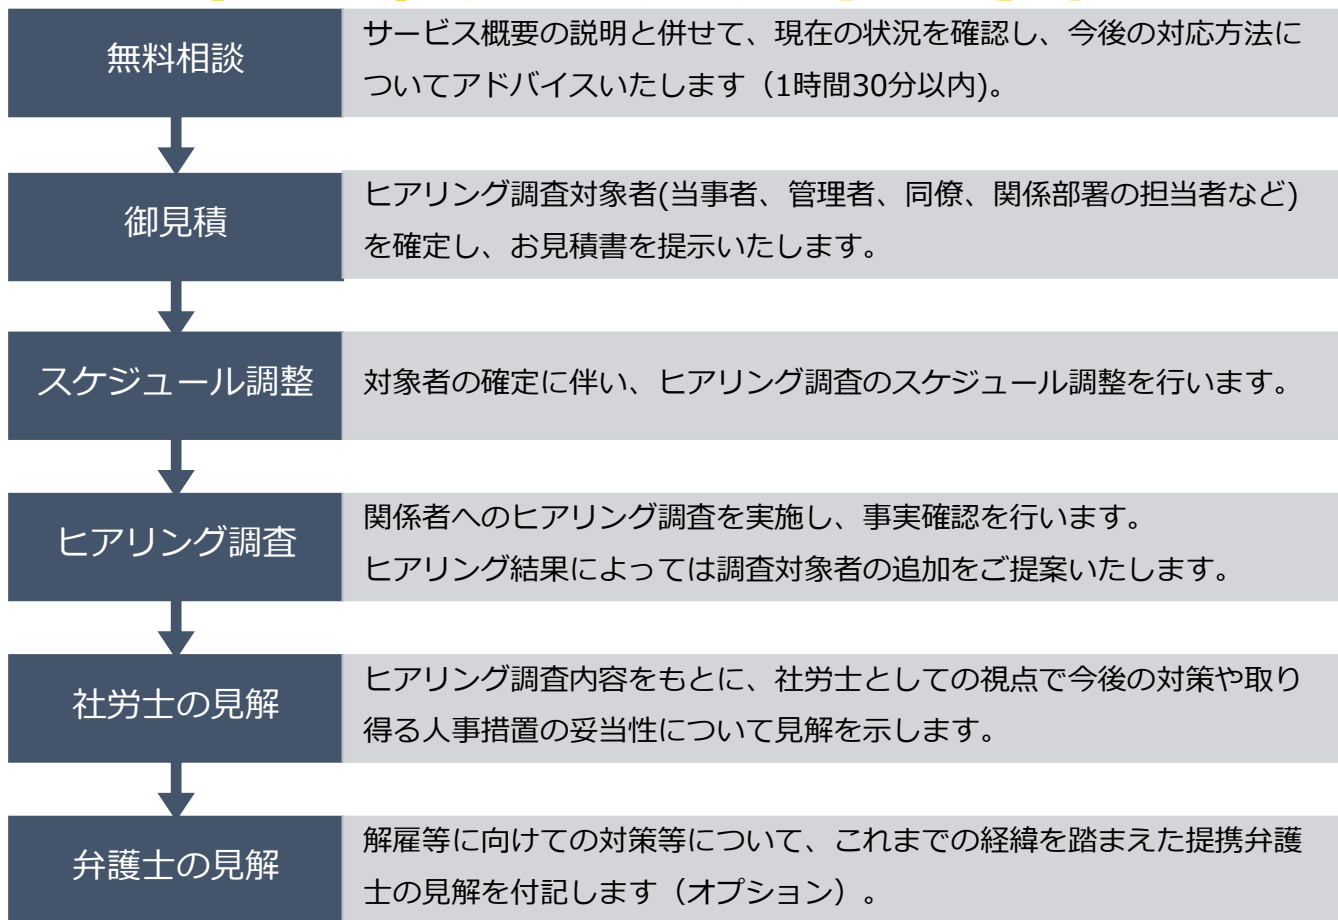 無料相談
サービス概要の説明と併せて、現在の状況を確認し、今後の対応方法に
ついてアドバイスいたします（1時間30分以内)。
御見積
ヒアリング調査対象者(当事者、管理者、同僚、関係部署の担当者など)
を確定し、お見積書を提示いたします。
スケジュール調整
対象者の確定に伴い、ヒアリング調査のスケジュール調整を行います。
ヒアリング調査
関係者へのヒアリング調査を実施し、事実確認を行います。
ヒアリング結果によっては調査対象者の追加をご提案いたします。
社労士の見解
ヒアリング調査内容をもとに、社労士としての視点で今後の対策や取り
得る人事措置の妥当性について見解を示します。
弁護士の見解
解雇等に向けての対策等について、これまでの経緯を踏まえた提携弁護
士の見解を付記します（オプション）。